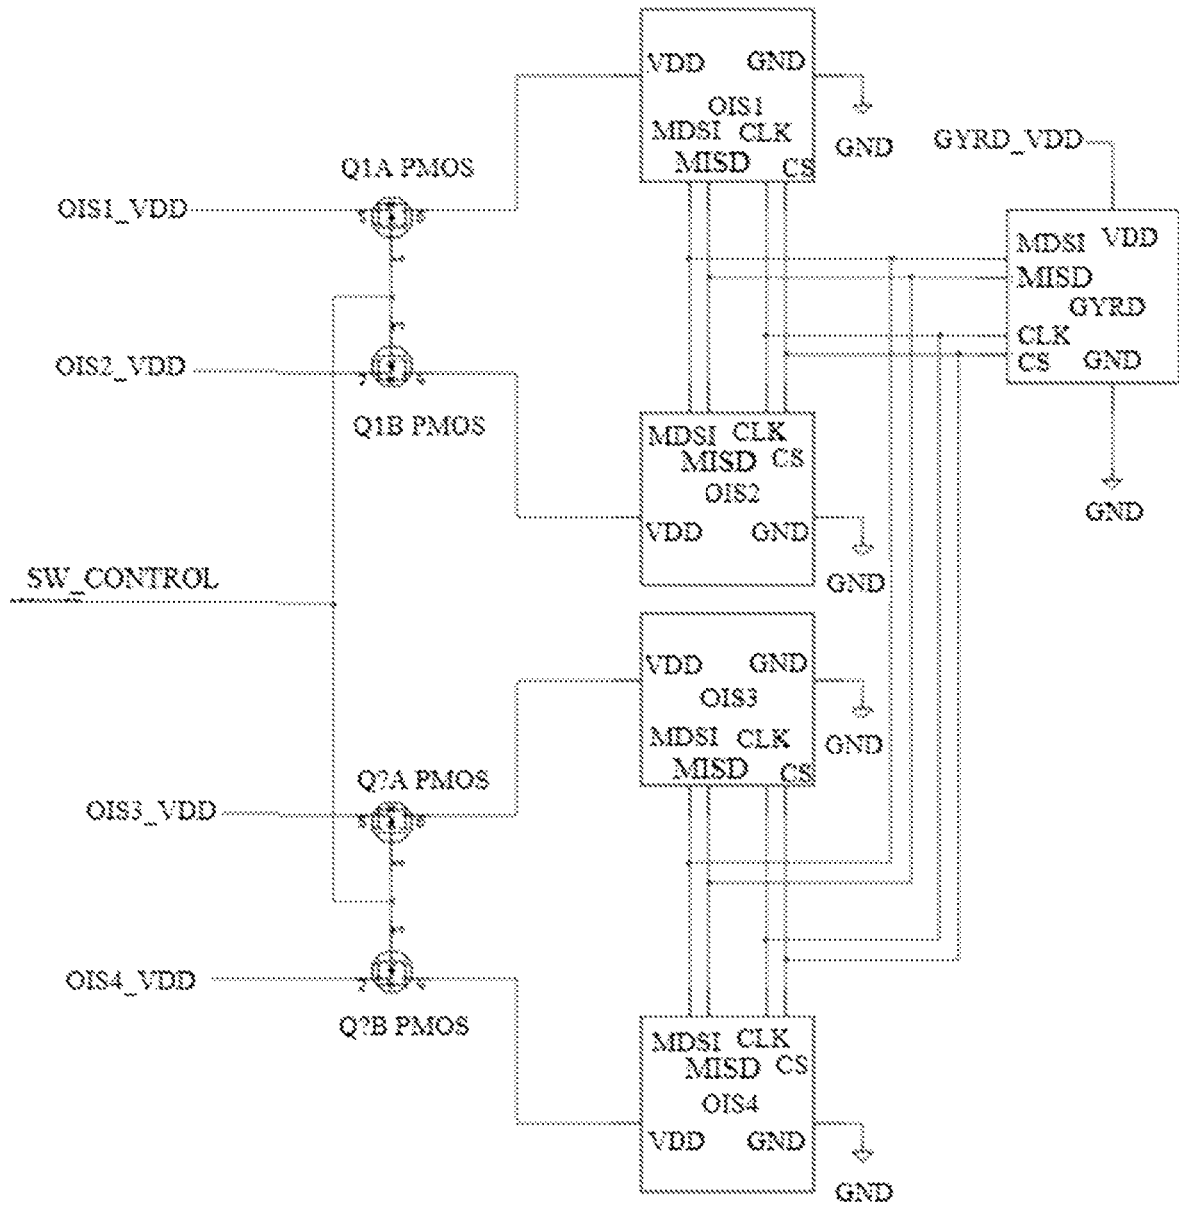 VDD GND
OIS1
MDSI CLK
MISD CS
GND
GYRD_VDD
Q1A PMOS
OIS1_VDD
MDSI VDD
MISD
GYRD
CLK
CS GND
GND
OIS2_VDD
Q1B PMOS
MDSI CLK
MISD CS
OIS2
VDD GND
GND
SW_CONTROL
VDD GND
OIS3
MDSI CLK
MISD CS
GND
Q?A PMOS
OIS3_VDD
OIS4_VDD
Q?B PMOS
MDSI CLK
MISD CS
OIS4
VDD GND
GND